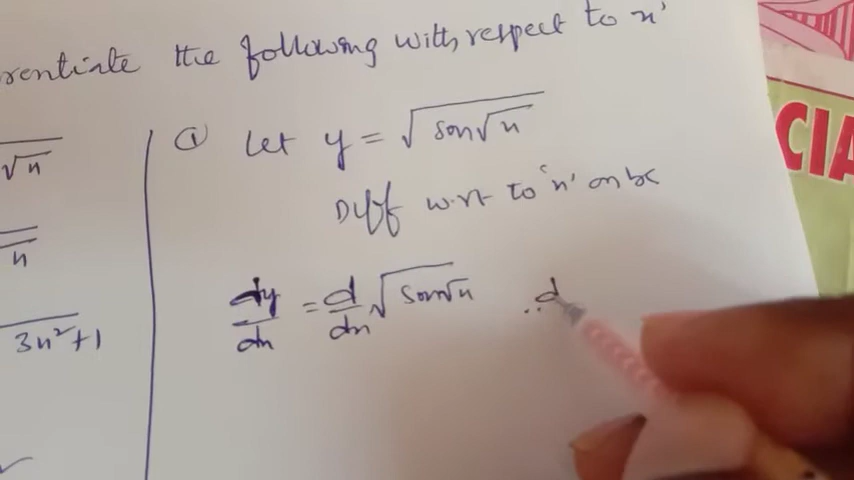 rentiate the following with respect to x'
√x
① Let y = √(sin√x)
x
Diff w.r to 'x' on bs
dy/dx = d/dx √(sin√x) ∴ d
3x²+1
CIA